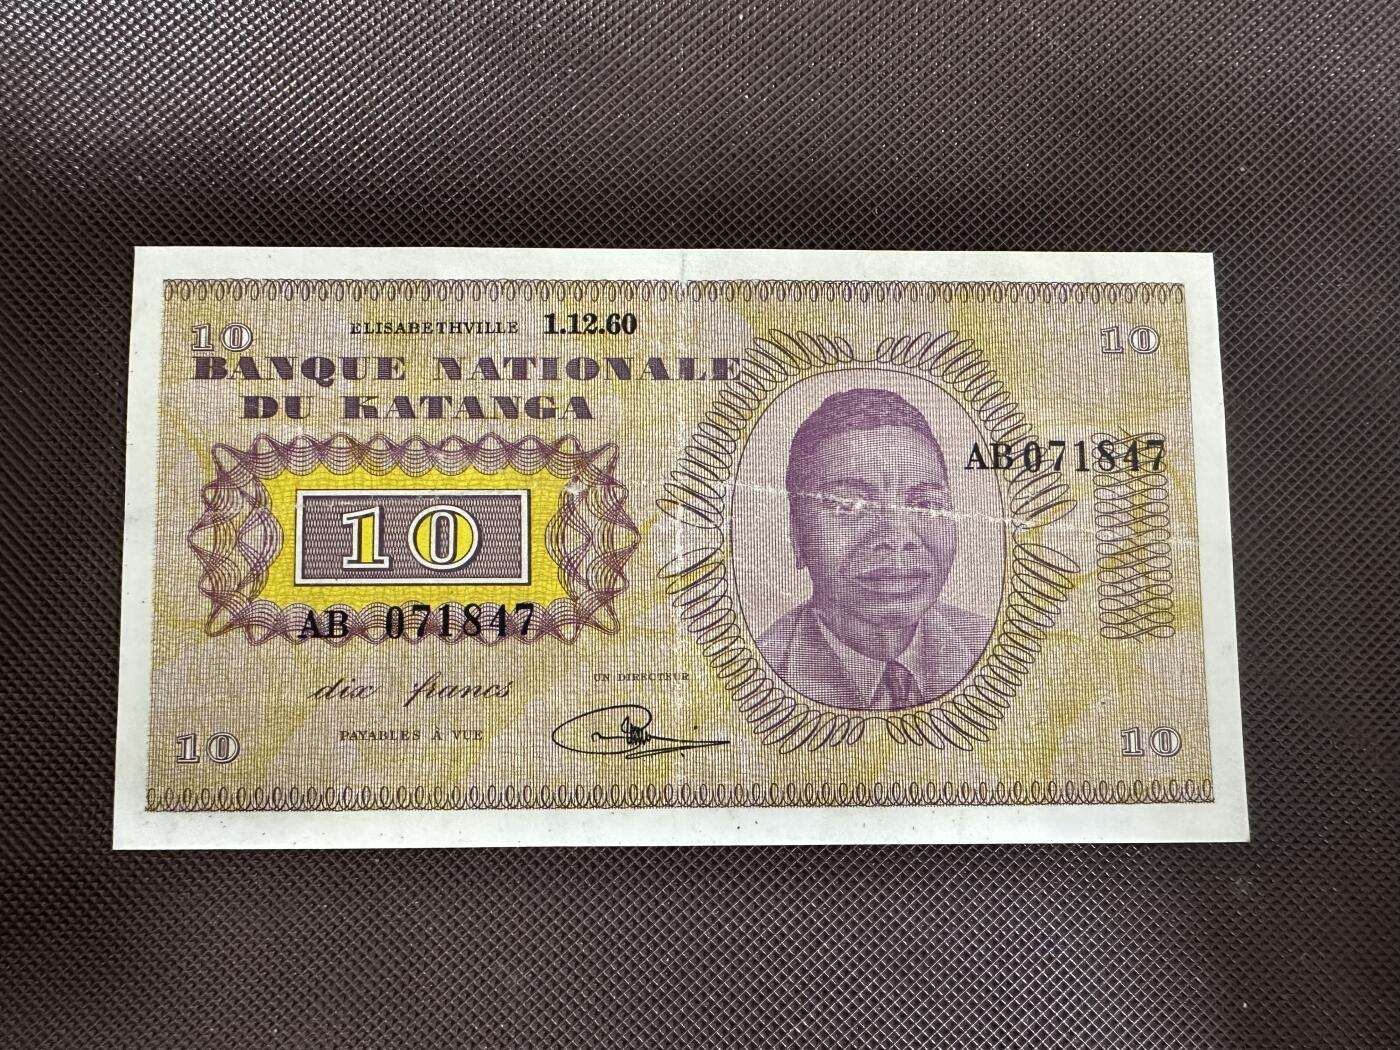 10 ELISABETHVILLE 1.12.60 10
BANQUE NATIONALE
DU KATANGA
AB 071847
10
AB 071847
dix francs
UN DIRECTEUR
PAYABLES À VUE
10 10